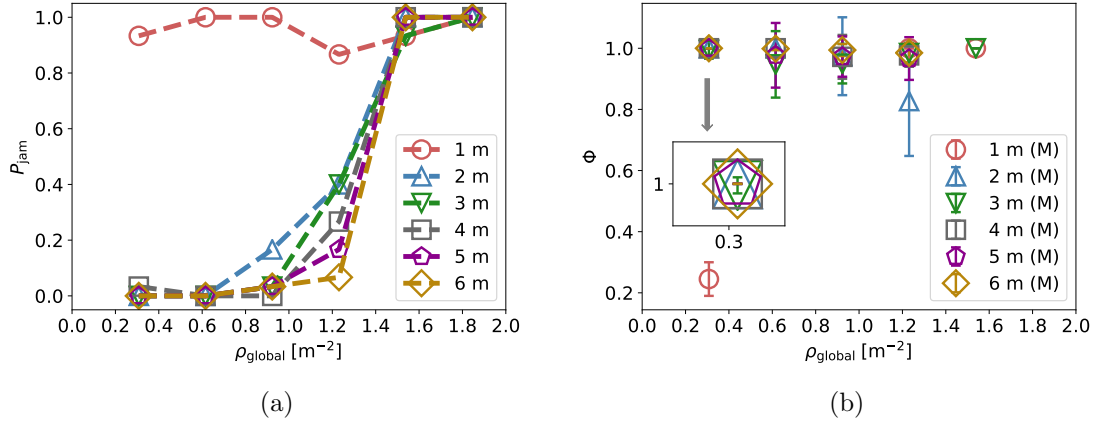 1.0
0.8
0.6
0.4
0.2
0.0
P_jam
0.0 0.2 0.4 0.6 0.8 1.0 1.2 1.4 1.6 1.8 2.0
ρ_global [m⁻²]
1 m
2 m
3 m
4 m
5 m
6 m
(a)
1.0
0.8
0.6
0.4
0.2
Φ
1
0.3
0.0 0.2 0.4 0.6 0.8 1.0 1.2 1.4 1.6 1.8 2.0
ρ_global [m⁻²]
1 m (M)
2 m (M)
3 m (M)
4 m (M)
5 m (M)
6 m (M)
(b)